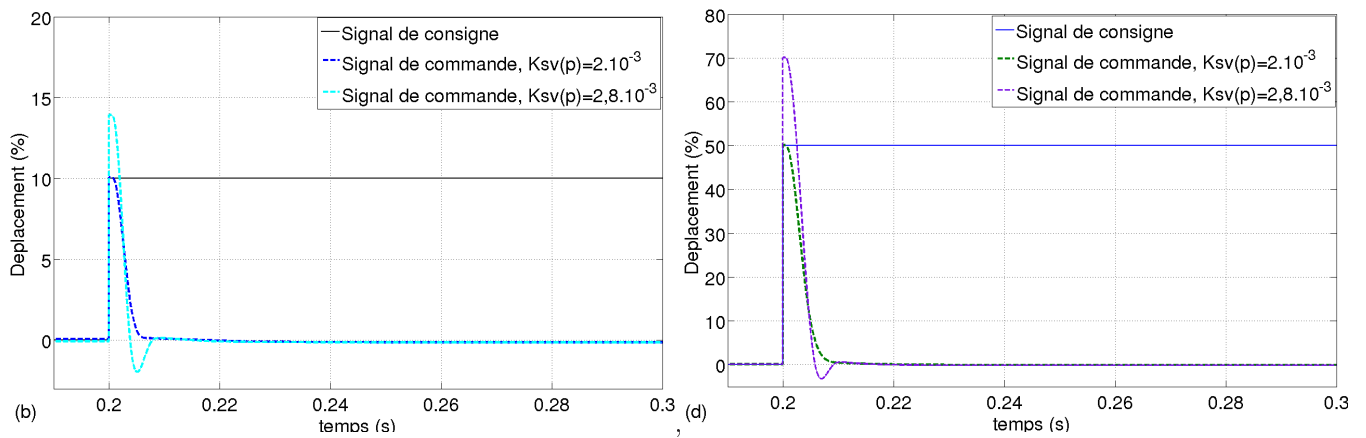 20
15
10
5
0
Deplacement (%)
Signal de consigne
Signal de commande, Ksv(p)=2.10⁻³
Signal de commande, Ksv(p)=2,8.10⁻³
0.2 0.22 0.24 0.26 0.28 0.3
temps (s)
(b)
,
80
70
60
50
40
30
20
10
0
Deplacement (%)
Signal de consigne
Signal de commande, Ksv(p)=2.10⁻³
Signal de commande, Ksv(p)=2,8.10⁻³
0.2 0.22 0.24 0.26 0.28 0.3
temps (s)
(d)